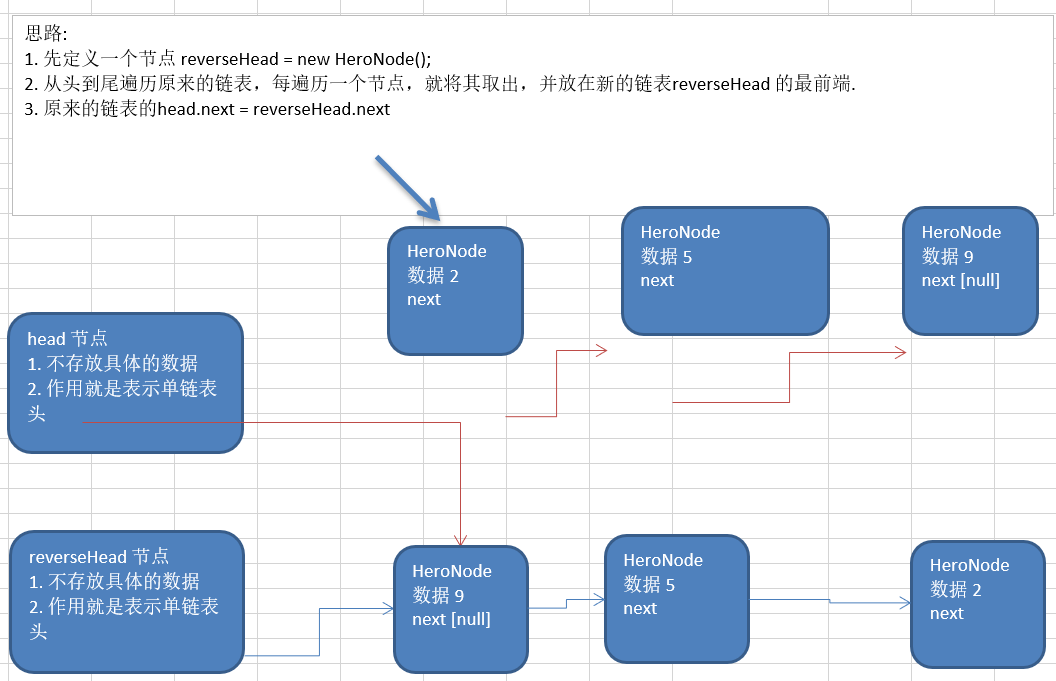 思路:
1. 先定义一个节点 reverseHead = new HeroNode();
2. 从头到尾遍历原来的链表，每遍历一个节点，就将其取出，并放在新的链表reverseHead 的最前端.
3. 原来的链表的head.next = reverseHead.next
HeroNode
数据 2
next
HeroNode
数据 5
next
HeroNode
数据 9
next [null]
head 节点
1. 不存放具体的数据
2. 作用就是表示单链表
头
reverseHead 节点
1. 不存放具体的数据
2. 作用就是表示单链表
头
HeroNode
数据 9
next [null]
HeroNode
数据 5
next
HeroNode
数据 2
next